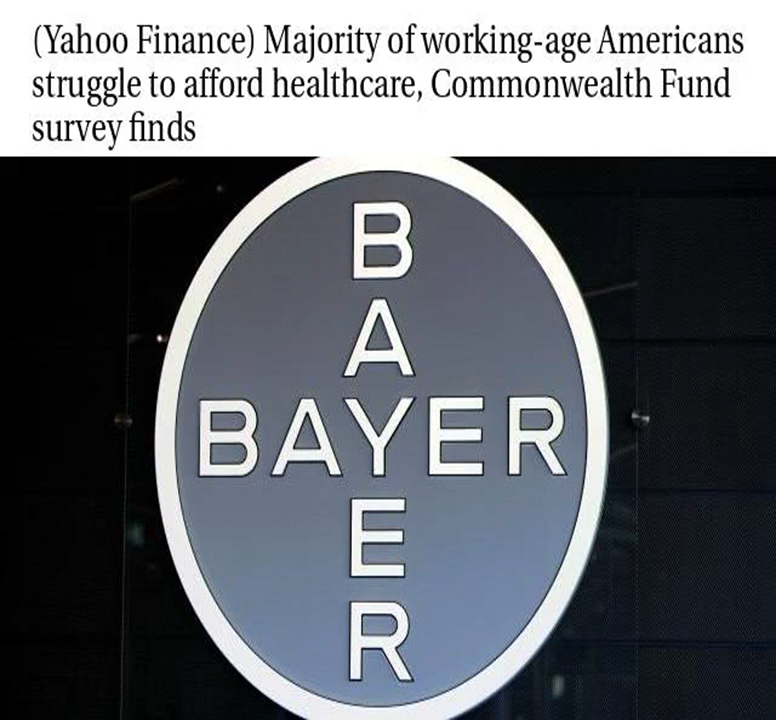 (Yahoo Finance) Majority of working-age Americans
struggle to afford healthcare, Commonwealth Fund
survey finds
B
A
BAYER
E
R